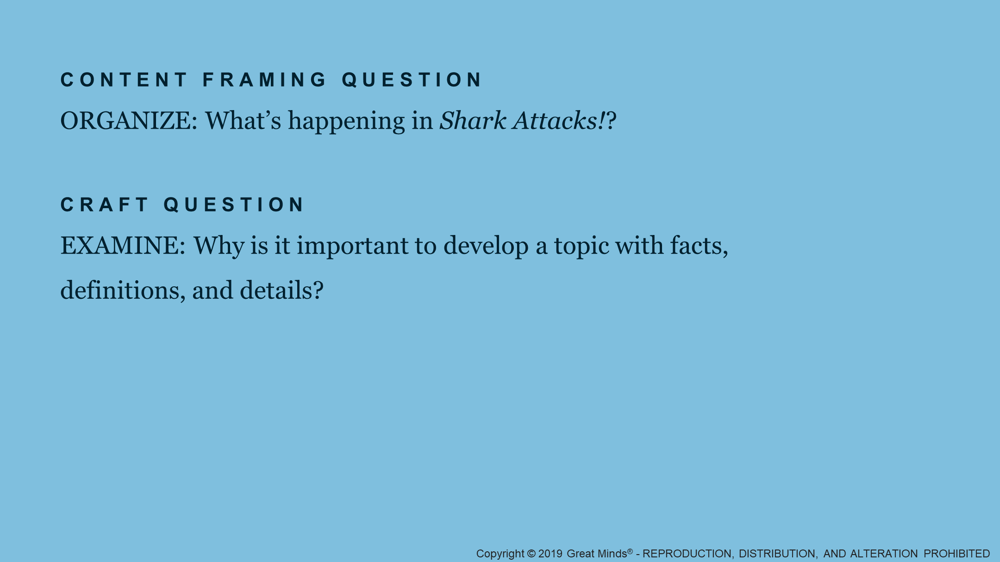 CONTENT FRAMING QUESTION
ORGANIZE: What’s happening in Shark Attacks!?
CRAFT QUESTION
EXAMINE: Why is it important to develop a topic with facts,
definitions, and details?
Copyright © 2019 Great Minds® - REPRODUCTION, DISTRIBUTION, AND ALTERATION PROHIBITED